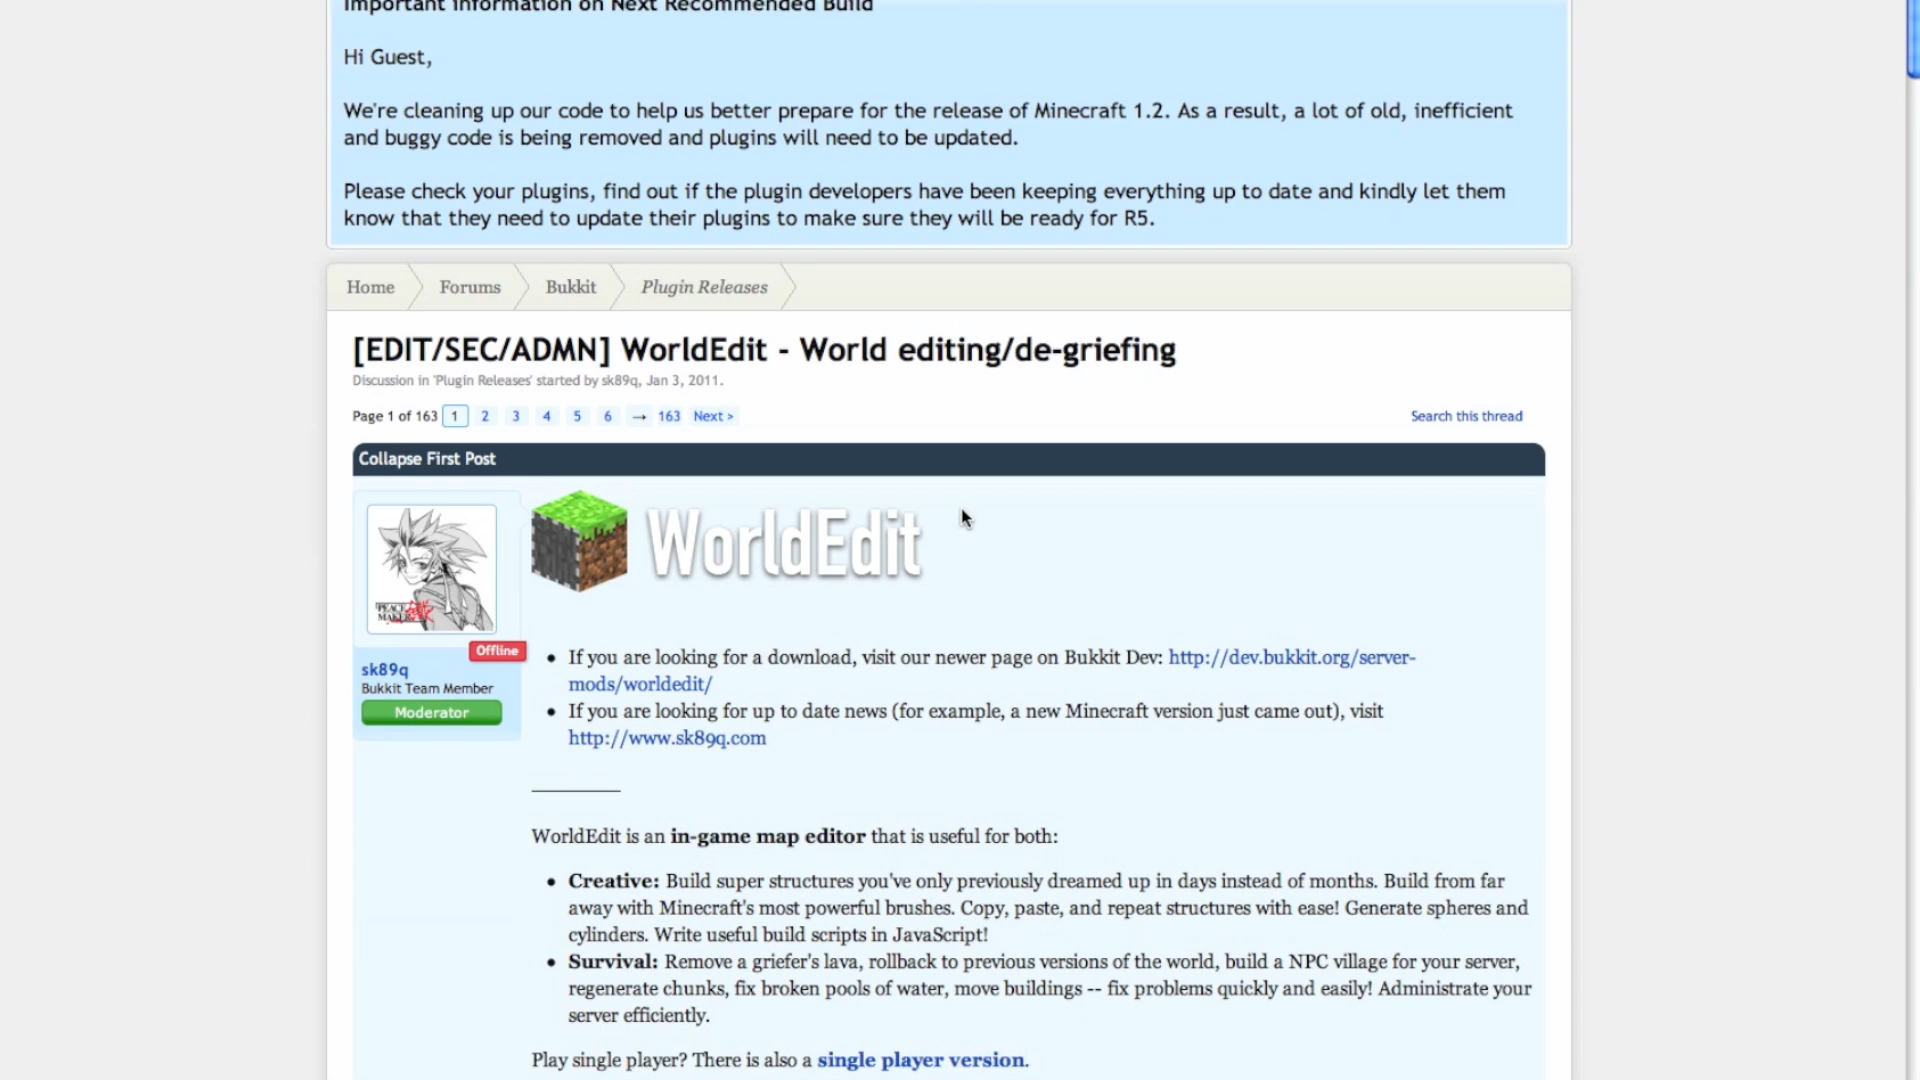 Important information on Next Recommended Build
Hi Guest,
We're cleaning up our code to help us better prepare for the release of Minecraft 1.2. As a result, a lot of old, inefficient
and buggy code is being removed and plugins will need to be updated.
Please check your plugins, find out if the plugin developers have been keeping everything up to date and kindly let them
know that they need to update their plugins to make sure they will be ready for R5.
Home Forums Bukkit Plugin Releases
[EDIT/SEC/ADMN] WorldEdit - World editing/de-griefing
Discussion in 'Plugin Releases' started by sk89q, Jan 3, 2011.
Page 1 of 163 1 2 3 4 5 6 → 163 Next > Search this thread
Collapse First Post
WorldEdit
PEACE
MAKER
Offline
sk89q
Bukkit Team Member
Moderator
• If you are looking for a download, visit our newer page on Bukkit Dev: http://dev.bukkit.org/server-
mods/worldedit/
• If you are looking for up to date news (for example, a new Minecraft version just came out), visit
http://www.sk89q.com
WorldEdit is an in-game map editor that is useful for both:
• Creative: Build super structures you've only previously dreamed up in days instead of months. Build from far
away with Minecraft's most powerful brushes. Copy, paste, and repeat structures with ease! Generate spheres and
cylinders. Write useful build scripts in JavaScript!
• Survival: Remove a griefer's lava, rollback to previous versions of the world, build a NPC village for your server,
regenerate chunks, fix broken pools of water, move buildings -- fix problems quickly and easily! Administrate your
server efficiently.
Play single player? There is also a single player version.